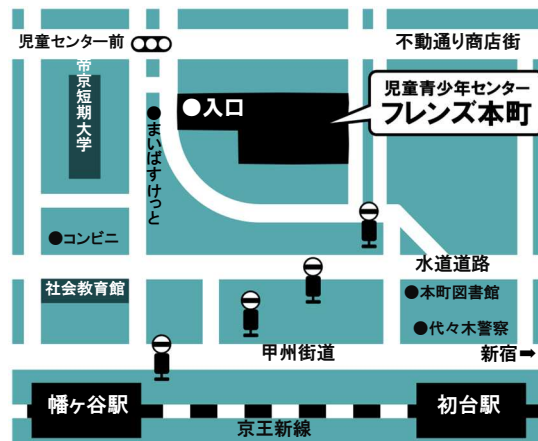 児童センター前
不動通り商店街
帝京短期大学
●入口
児童青少年センター
フレンズ本町
●まいばすけっと
●コンビニ
水道道路
社会教育館
●本町図書館
●代々木警察
甲州街道
新宿➡
幡ヶ谷駅
初台駅
京王新線